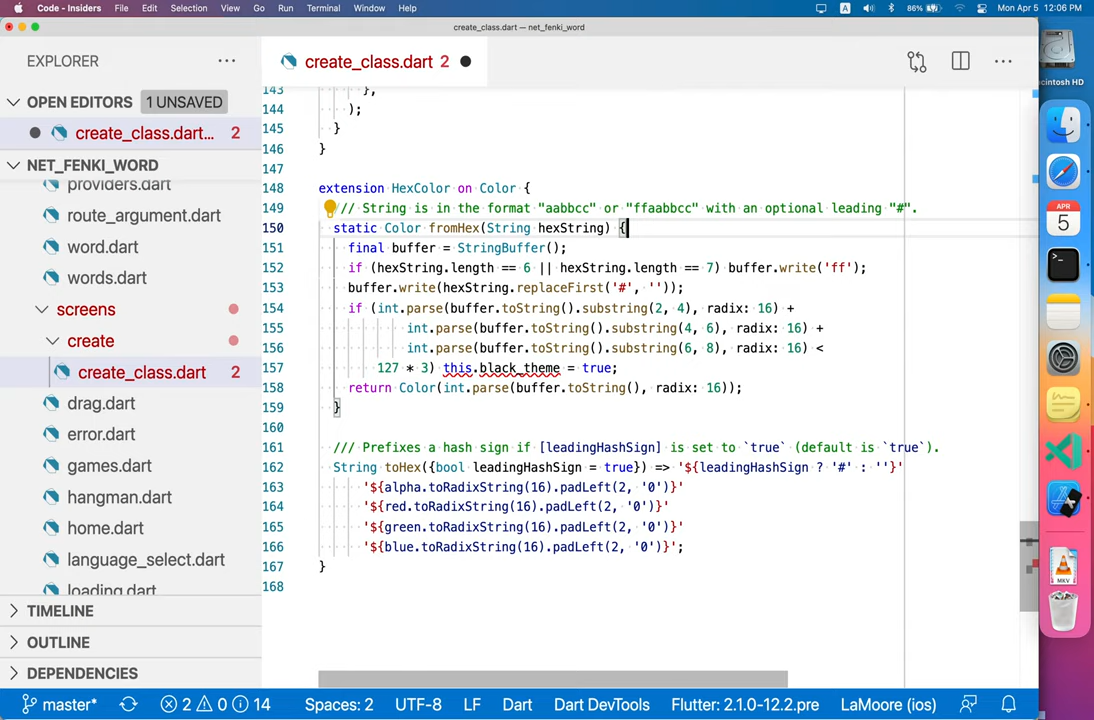 Code - Insiders File Edit Selection View Go Run Terminal Window Help A 86% Mon Apr 5 12:06 PM
create_class.dart — net_fenki_word
EXPLORER ···
create_class.dart 2
OPEN EDITORS 1 UNSAVED
create_class.dart... 2
NET_FENKI_WORD
providers.dart
route_argument.dart
word.dart
words.dart
screens
create
create_class.dart 2
drag.dart
error.dart
games.dart
hangman.dart
home.dart
language_select.dart
loading.dart
TIMELINE
OUTLINE
DEPENDENCIES
143 },
144 );
145 }
146 }
147
148 extension HexColor on Color {
149 /// String is in the format "aabbcc" or "ffaabbcc" with an optional leading "#".
150 static Color fromHex(String hexString) {
151 final buffer = StringBuffer();
152 if (hexString.length == 6 || hexString.length == 7) buffer.write('ff');
153 buffer.write(hexString.replaceFirst('#', ''));
154 if (int.parse(buffer.toString().substring(2, 4), radix: 16) +
155 int.parse(buffer.toString().substring(4, 6), radix: 16) +
156 int.parse(buffer.toString().substring(6, 8), radix: 16) <
157 127 * 3) this.black_theme = true;
158 return Color(int.parse(buffer.toString(), radix: 16));
159 }
160
161 /// Prefixes a hash sign if [leadingHashSign] is set to `true` (default is `true`).
162 String toHex({bool leadingHashSign = true}) => '${leadingHashSign ? '#' : ''}'
163 '${alpha.toRadixString(16).padLeft(2, '0')}'
164 '${red.toRadixString(16).padLeft(2, '0')}'
165 '${green.toRadixString(16).padLeft(2, '0')}'
166 '${blue.toRadixString(16).padLeft(2, '0')}';
167 }
168
cintosh HD
APR
5
MKV
master* 2 0 14 Spaces: 2 UTF-8 LF Dart Dart DevTools Flutter: 2.1.0-12.2.pre LaMoore (ios)